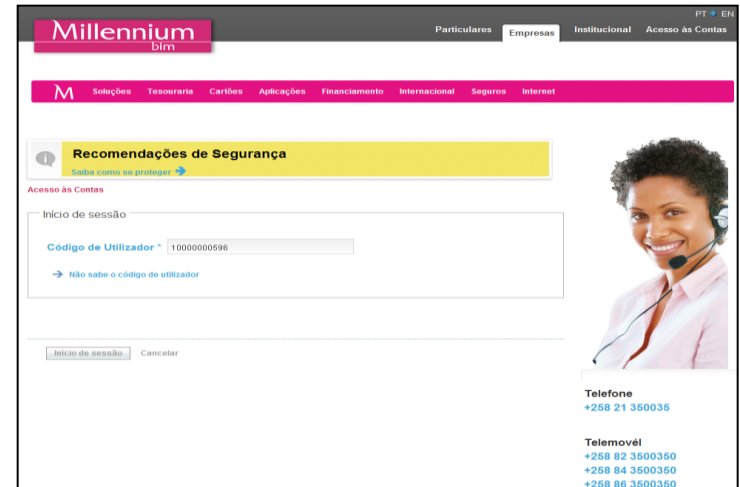 PT EN
Millennium
bim
Particulares Empresas Institucional Acesso às Contas
M Soluções Tesouraria Cartões Aplicações Financiamento Internacional Seguros Internet
Recomendações de Segurança
Saiba como se proteger
Acesso às Contas
Início de sessão
Código de Utilizador * 10000000596
Não sabe o código de utilizador
Início de sessão Cancelar
Telefone
+258 21 350035
Telemovél
+258 82 3500350
+258 84 3500350
+258 86 3500350